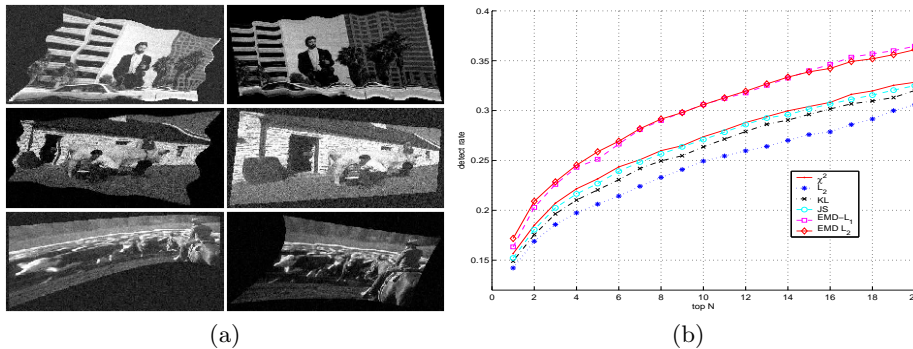 0.4
0.35
0.3
0.25
0.2
0.15
detect rate
0 2 4 6 8 10 12 14 16 18 2
top N
χ²
L₂
KL
JS
EMD-L₁
EMD L₂
(a) (b)